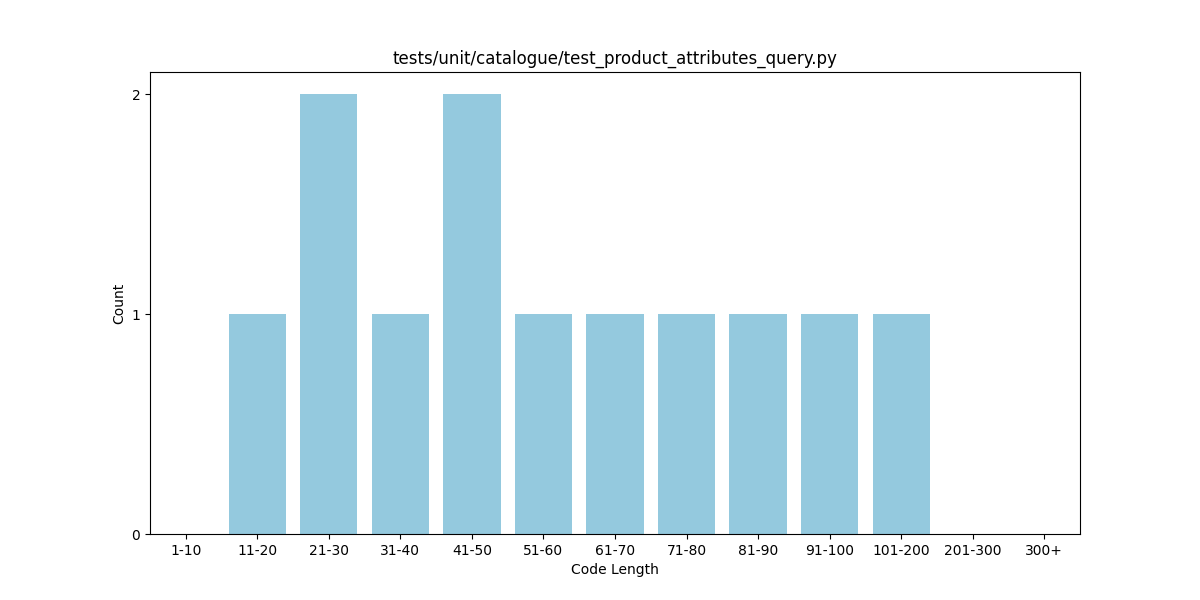 tests/unit/catalogue/test_product_attributes_query.py
2
1
0
Count
1-10 11-20 21-30 31-40 41-50 51-60 61-70 71-80 81-90 91-100 101-200 201-300 300+
Code Length